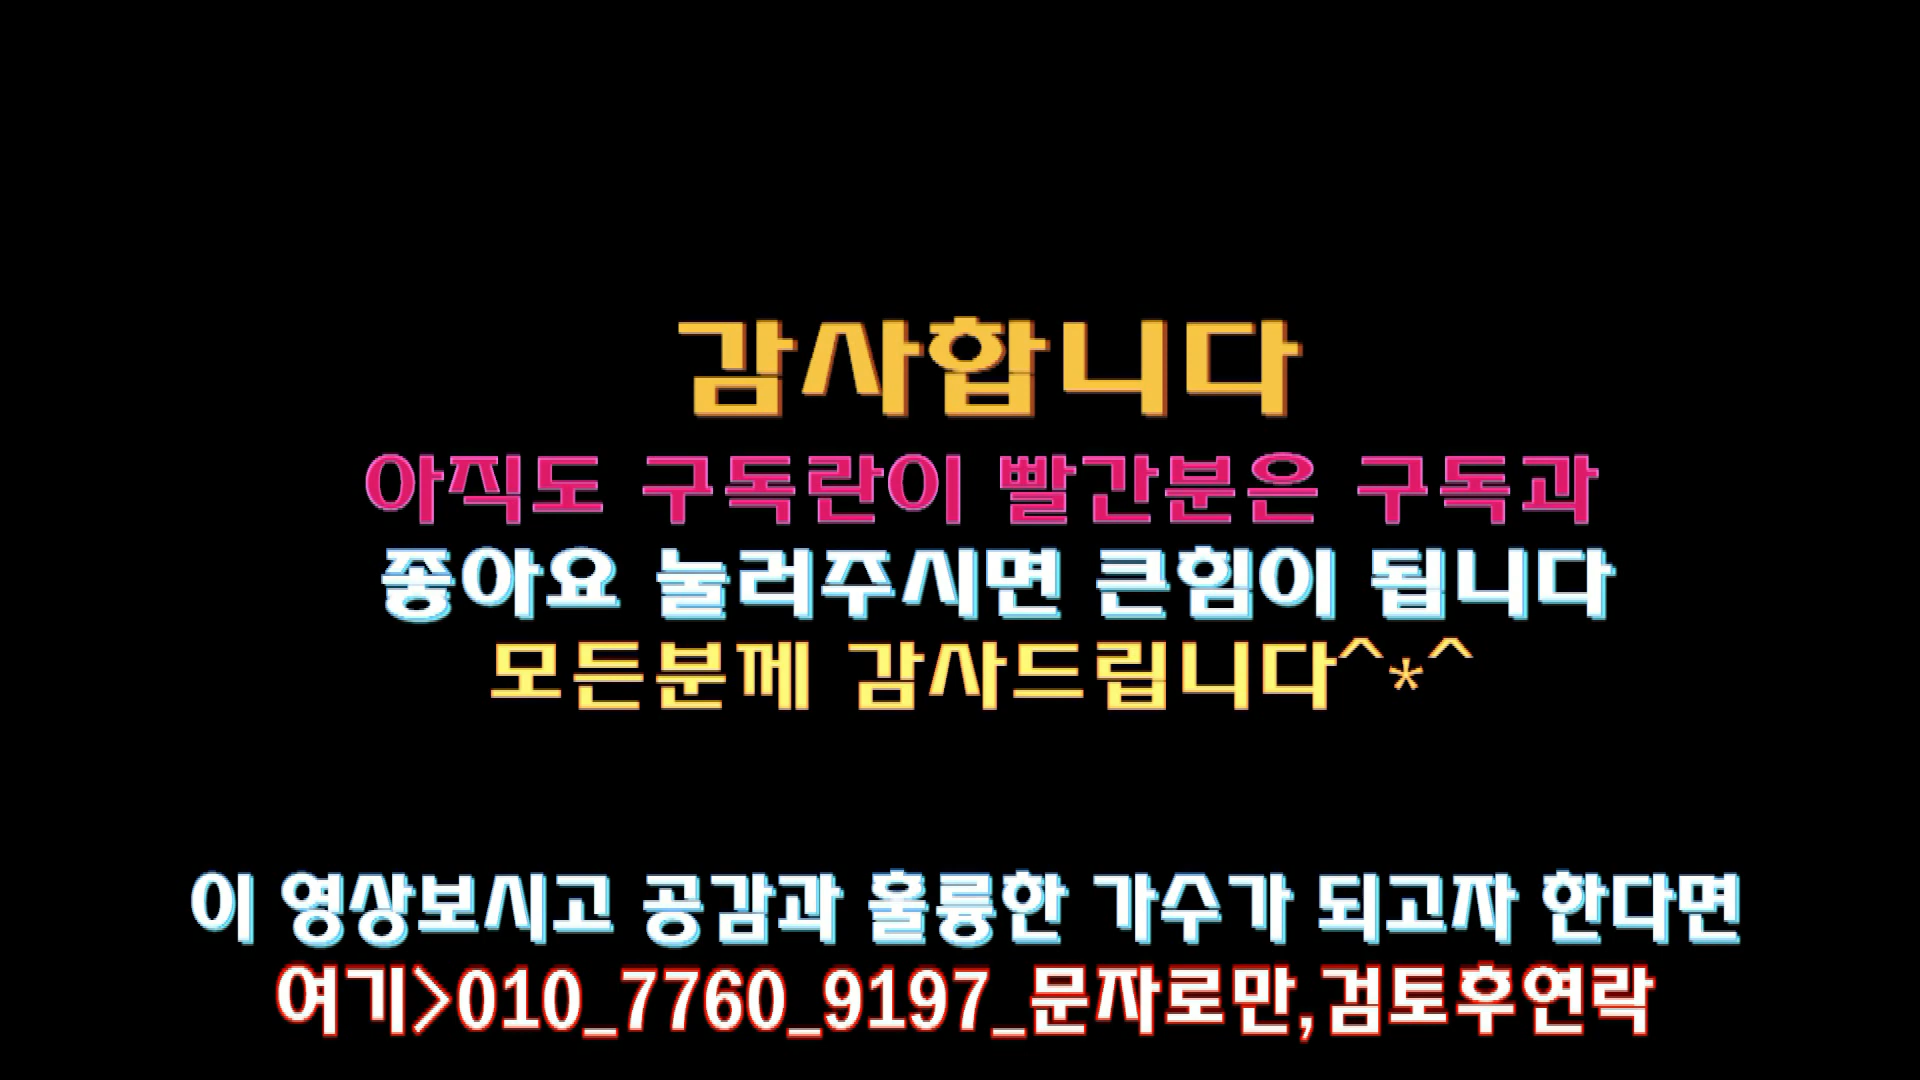 감사합니다
아직도 구독란이 빨간분은 구독과
좋아요 눌러주시면 큰힘이 됩니다
모든분께 감사드립니다^*^
이 영상보시고 공감과 훌륭한 가수가 되고자 한다면
여기>010_7760_9197_문자로만,검토후연락